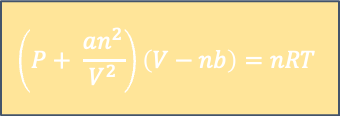 (P + an²/V²) (V − nb) = nRT